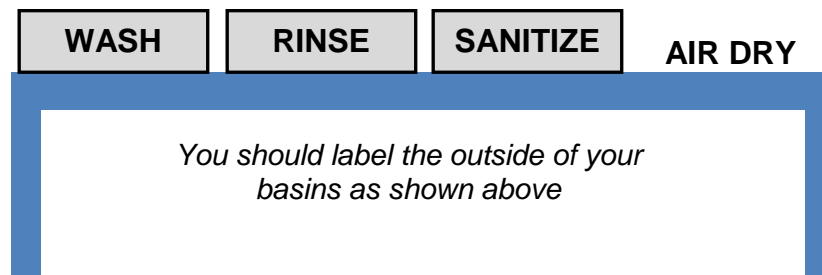 WASH RINSE SANITIZE AIR DRY
You should label the outside of your
basins as shown above